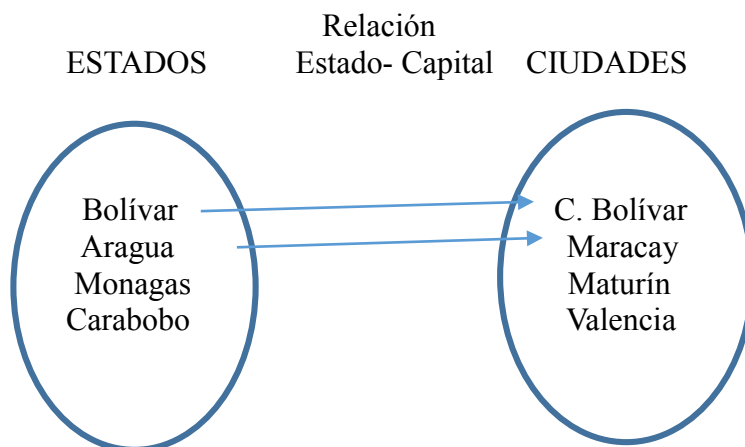 Relación
ESTADOS Estado- Capital CIUDADES
Bolívar
Aragua
Monagas
Carabobo
C. Bolívar
Maracay
Maturín
Valencia